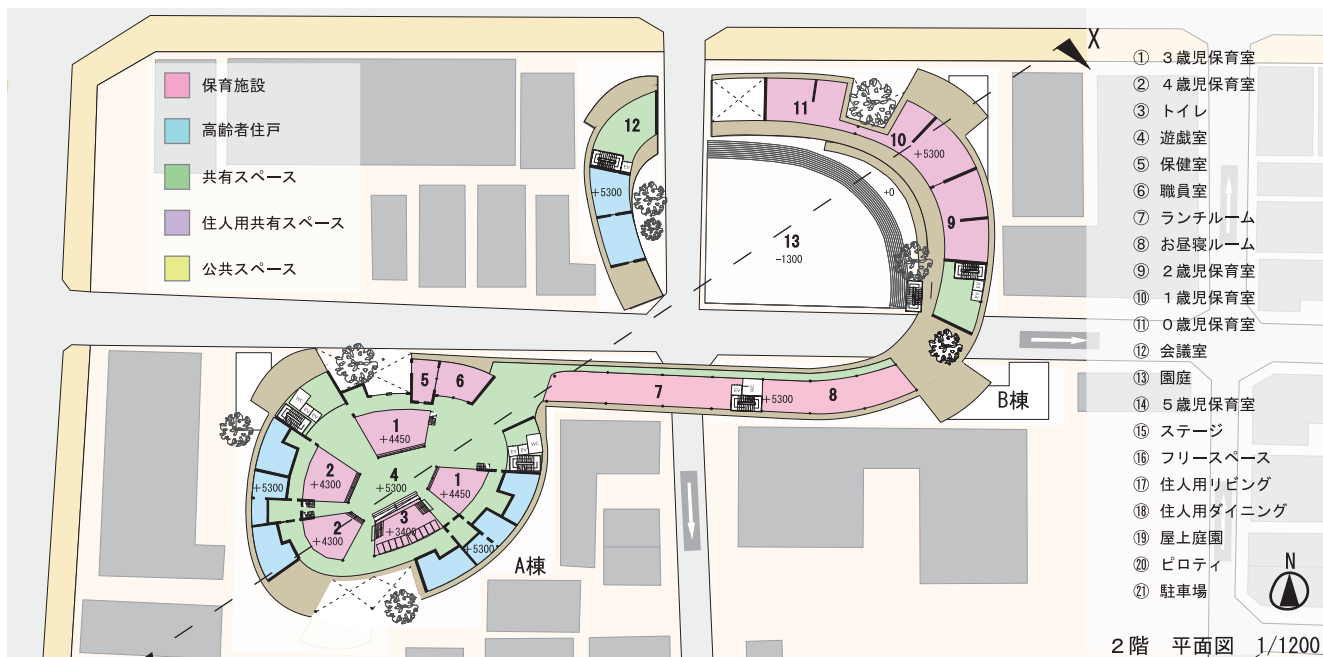 保育施設
高齢者住戸
共有スペース
住人用共有スペース
公共スペース
X
① ３歳児保育室
② ４歳児保育室
③ トイレ
④ 遊戯室
⑤ 保健室
⑥ 職員室
⑦ ランチルーム
⑧ お昼寝ルーム
⑨ ２歳児保育室
⑩ １歳児保育室
⑪ ０歳児保育室
⑫ 会議室
⑬ 園庭
⑭ ５歳児保育室
⑮ ステージ
⑯ フリースペース
⑰ 住人用リビング
⑱ 住人用ダイニング
⑲ 屋上庭園
⑳ ピロティ
㉑ 駐車場
N
２階 平面図 1/1200
12
+5300
11
10
+5300
9
+0
13
-1300
5
6
7
8
+5300
B棟
1
+4450
2
+4300
4
+5300
1
+4450
+5300
2
+4300
3
+3400
+5300
A棟
WC
EV
EV
EV
EV
WC
EV